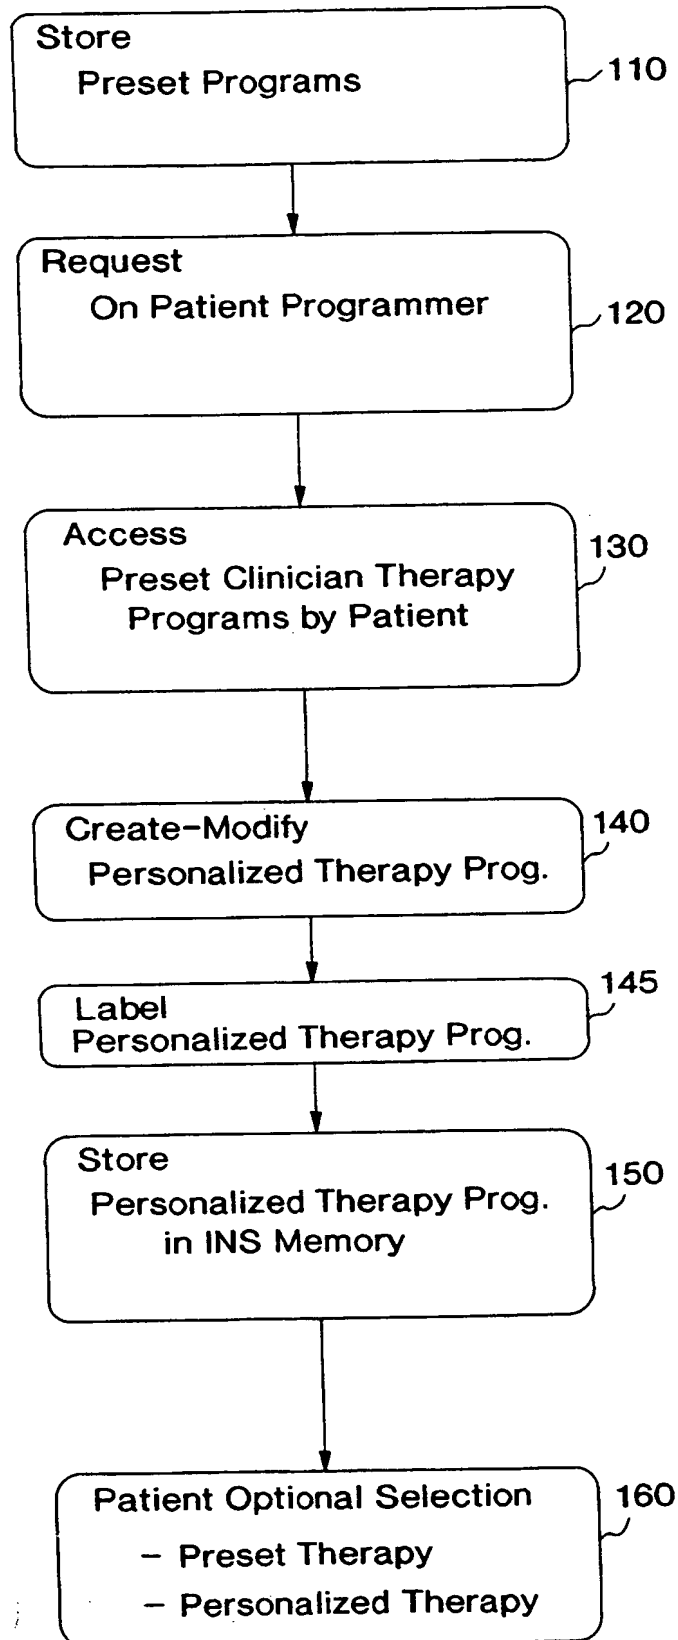 Store
Preset Programs
110
Request
On Patient Programmer
120
Access
Preset Clinician Therapy
Programs by Patient
130
Create-Modify
Personalized Therapy Prog.
140
Label
Personalized Therapy Prog.
145
Store
Personalized Therapy Prog.
in INS Memory
150
Patient Optional Selection
- Preset Therapy
- Personalized Therapy
160